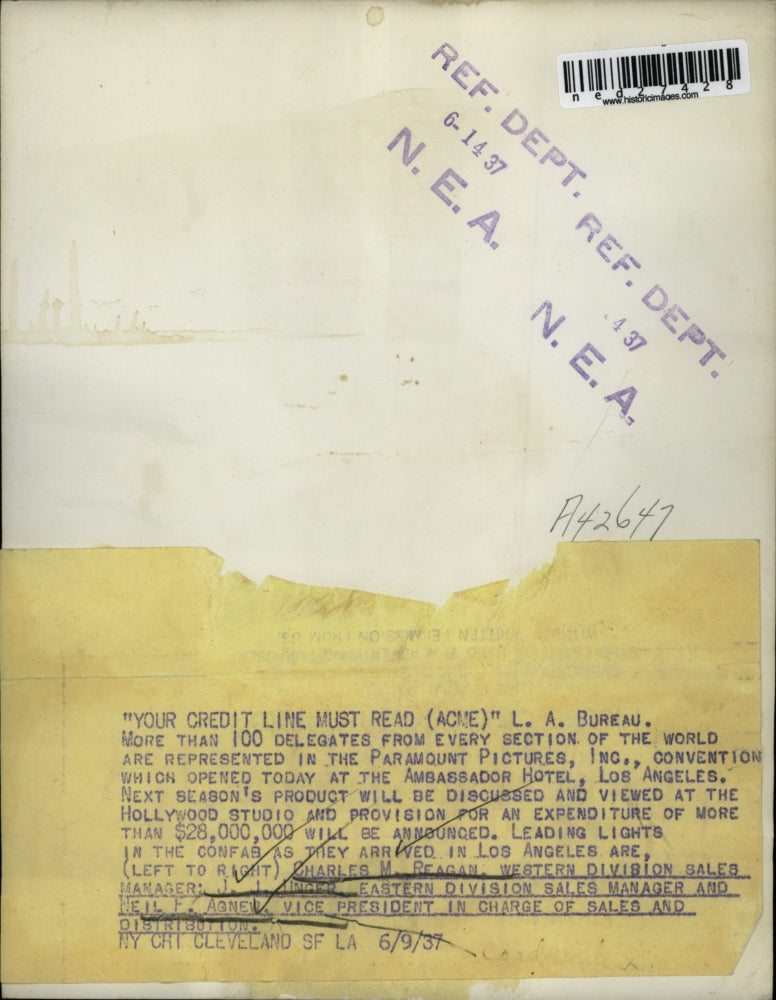 ned27428
www.historicimages.com
REF. DEPT.
6-14 37
N. E. A.
REF. DEPT.
4 37
N. E. A.
A42647
"YOUR CREDIT LINE MUST READ (ACME)" L. A. BUREAU.
MORE THAN 100 DELEGATES FROM EVERY SECTION OF THE WORLD
ARE REPRESENTED IN THE PARAMOUNT PICTURES, INC., CONVENTION
WHICH OPENED TODAY AT THE AMBASSADOR HOTEL, LOS ANGELES.
NEXT SEASON'S PRODUCT WILL BE DISCUSSED AND VIEWED AT THE
HOLLYWOOD STUDIO AND PROVISION FOR AN EXPENDITURE OF MORE
THAN $28,000,000 WILL BE ANNOUNCED. LEADING LIGHTS
IN THE CONFAB AS THEY ARRIVED IN LOS ANGELES ARE,
(LEFT TO RIGHT) CHARLES M. REAGAN, WESTERN DIVISION SALES
MANAGER; J. J. UNGER, EASTERN DIVISION SALES MANAGER AND
NEIL F. AGNEW, VICE PRESIDENT IN CHARGE OF SALES AND
DISTRIBUTION.
NY CHI CLEVELAND SF LA 6/9/37